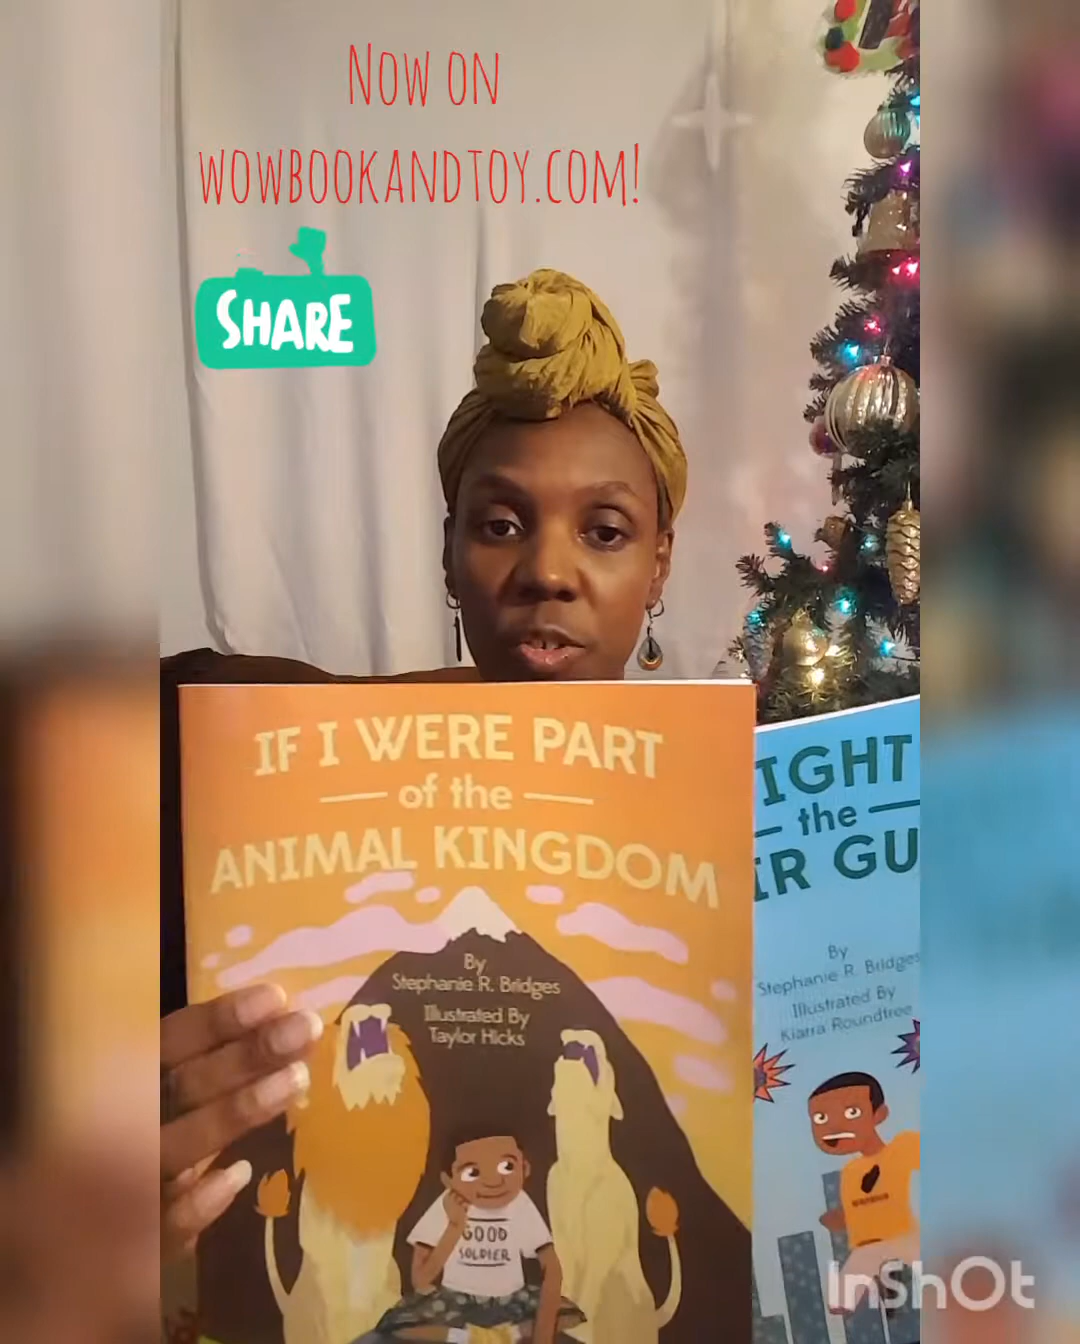 Now on
wowbookandtoy.com!
SHARE
IF I WERE PART
of the
ANIMAL KINGDOM
By
Stephanie R. Bridges
Illustrated By
Taylor Hicks
GOOD
SOLDIER
IGHT
the
IR GU
By
Stephanie R. Bridges
Illustrated By
Kiarra Roundtree
InShOt